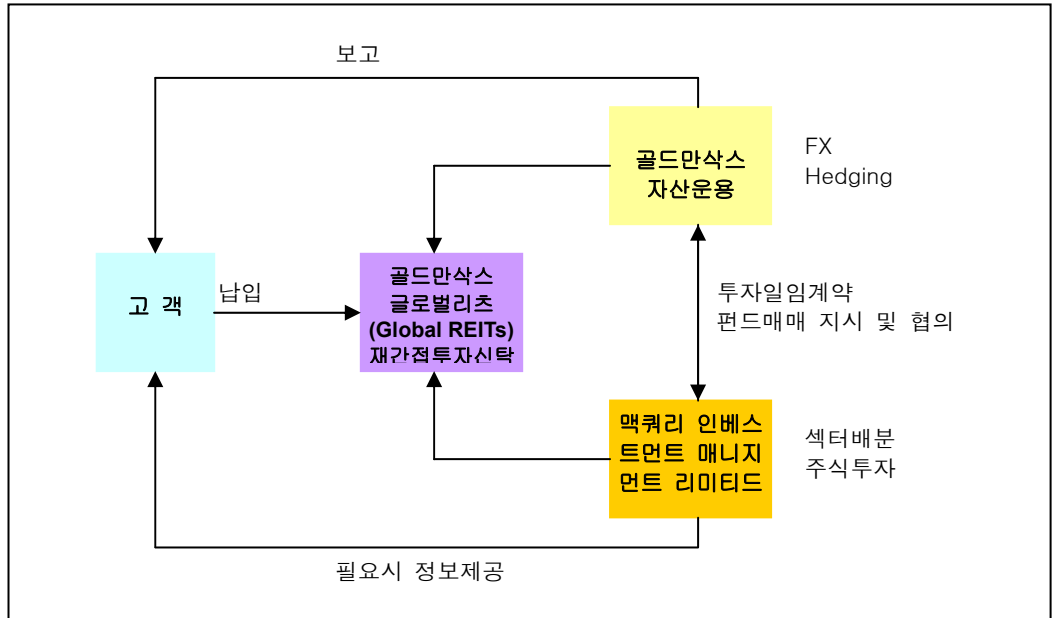 보고
골드만삭스
자산운용
FX
Hedging
고 객
납입
골드만삭스
글로벌리츠
(Global REITs)
재간접투자신탁
투자일임계약
펀드매매 지시 및 협의
맥쿼리 인베스
트먼트 매니지
먼트 리미티드
섹터배분
주식투자
필요시 정보제공